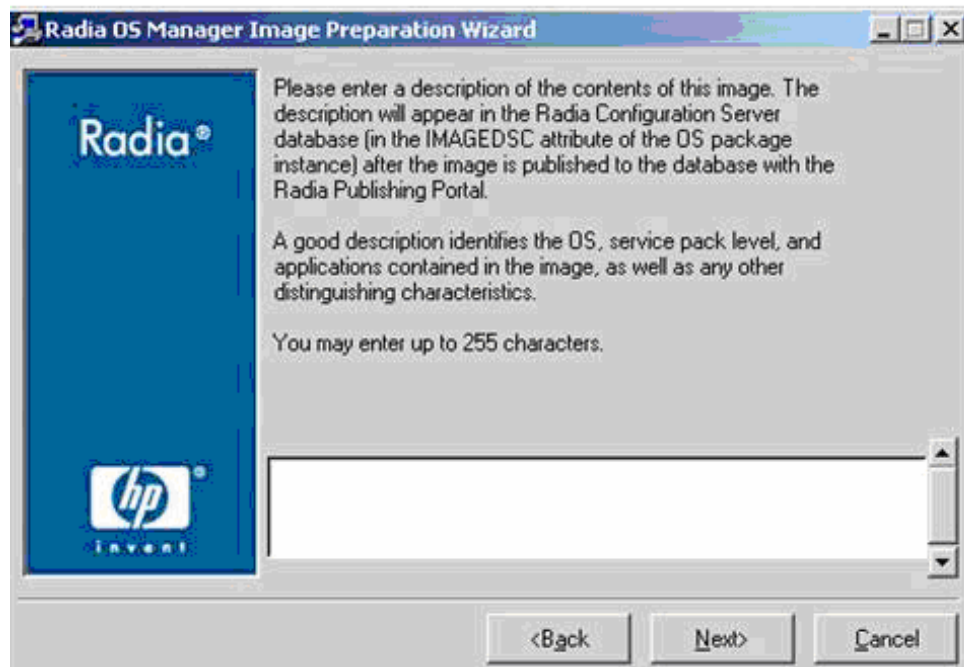 Radia OS Manager Image Preparation Wizard
Radia®
Please enter a description of the contents of this image. The
description will appear in the Radia Configuration Server
database (in the IMAGEDSC attribute of the OS package
instance) after the image is published to the database with the
Radia Publishing Portal.
A good description identifies the OS, service pack level, and
applications contained in the image, as well as any other
distinguishing characteristics.
You may enter up to 255 characters.
hp®
invent
<Back
Next>
Cancel